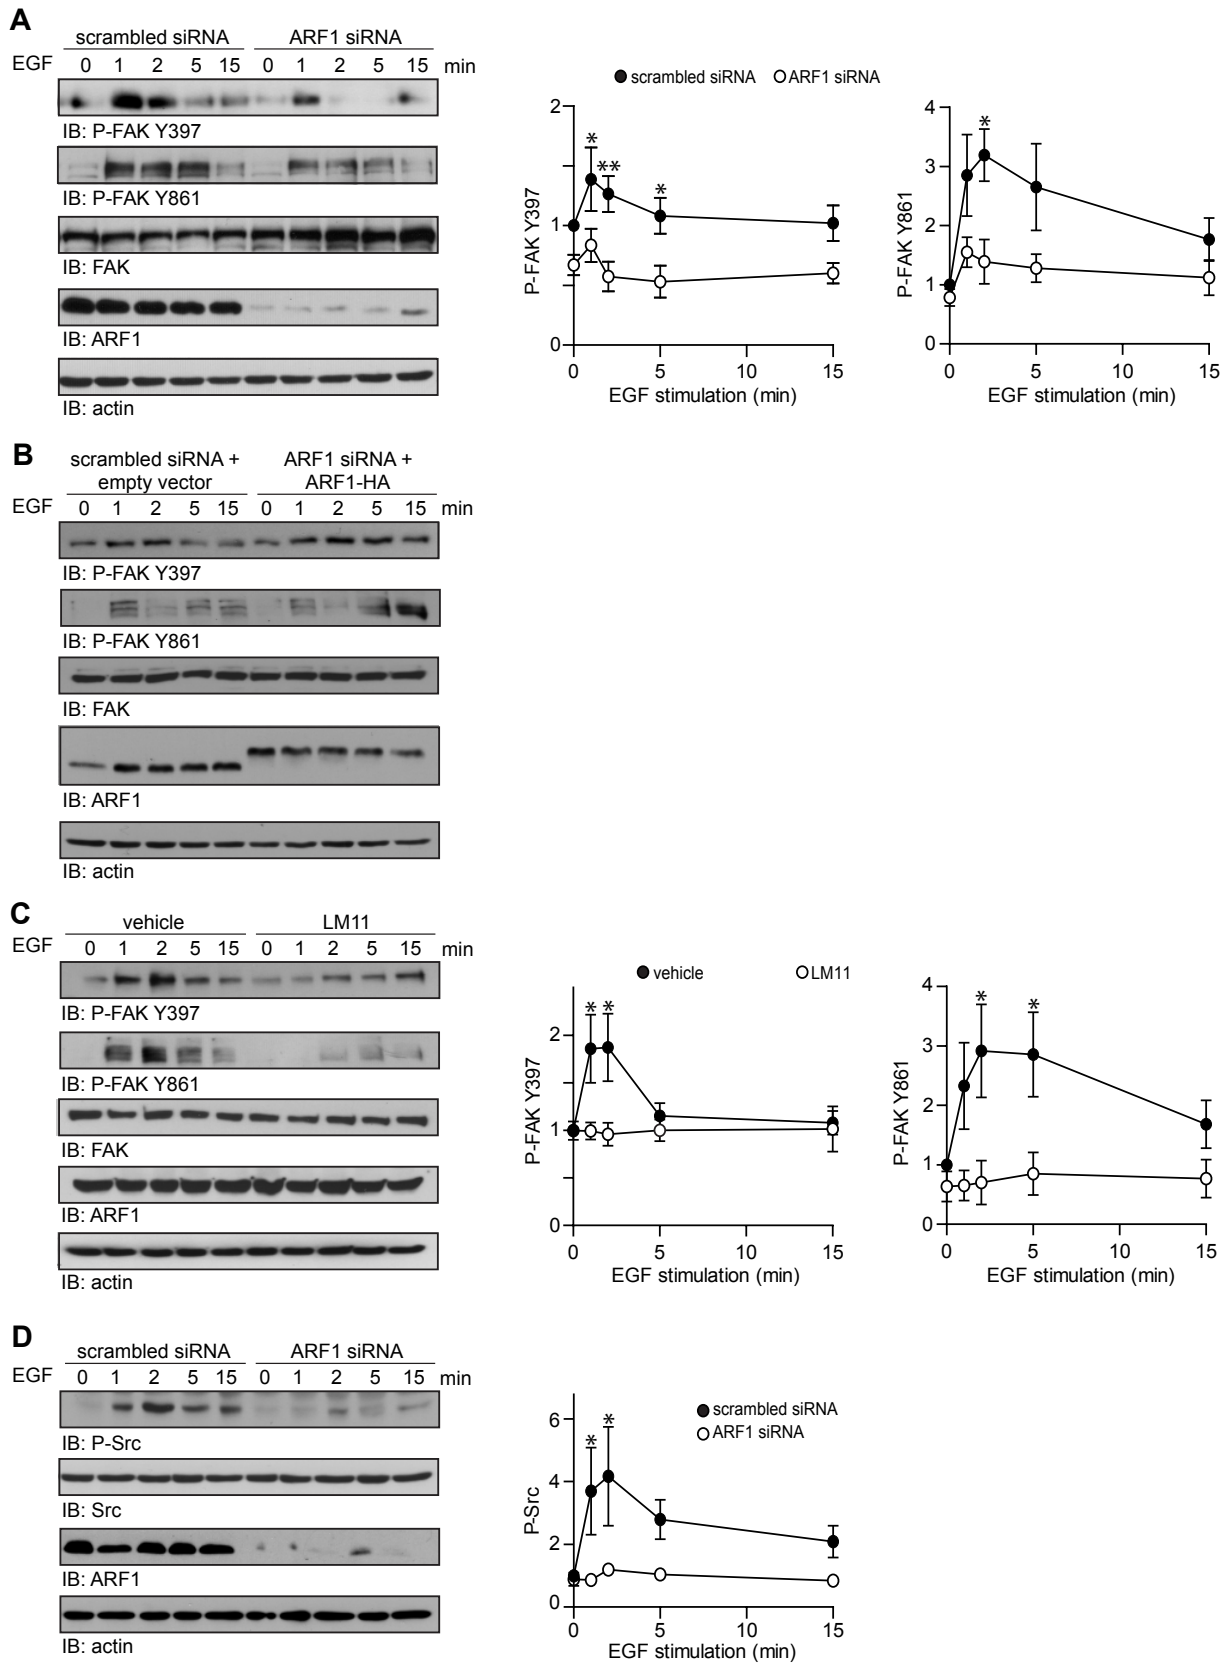 A
scrambled siRNA ARF1 siRNA
EGF 0 1 2 5 15 0 1 2 5 15 min
IB: P-FAK Y397
IB: P-FAK Y861
IB: FAK
IB: ARF1
IB: actin
scrambled siRNA ARF1 siRNA
P-FAK Y397
2
1
0
0 5 10 15
EGF stimulation (min)
* ** *
P-FAK Y861
4
3
2
1
0
0 5 10 15
EGF stimulation (min)
*
B
scrambled siRNA + ARF1 siRNA +
empty vector ARF1-HA
EGF 0 1 2 5 15 0 1 2 5 15 min
IB: P-FAK Y397
IB: P-FAK Y861
IB: FAK
IB: ARF1
IB: actin
C
vehicle LM11
EGF 0 1 2 5 15 0 1 2 5 15 min
IB: P-FAK Y397
IB: P-FAK Y861
IB: FAK
IB: ARF1
IB: actin
vehicle LM11
P-FAK Y397
2
1
0
0 5 10 15
EGF stimulation (min)
* *
P-FAK Y861
4
3
2
1
0
0 5 10 15
EGF stimulation (min)
* *
D
scrambled siRNA ARF1 siRNA
EGF 0 1 2 5 15 0 1 2 5 15 min
IB: P-Src
IB: Src
IB: ARF1
IB: actin
scrambled siRNA
ARF1 siRNA
P-Src
6
4
2
0
0 5 10 15
EGF stimulation (min)
* *